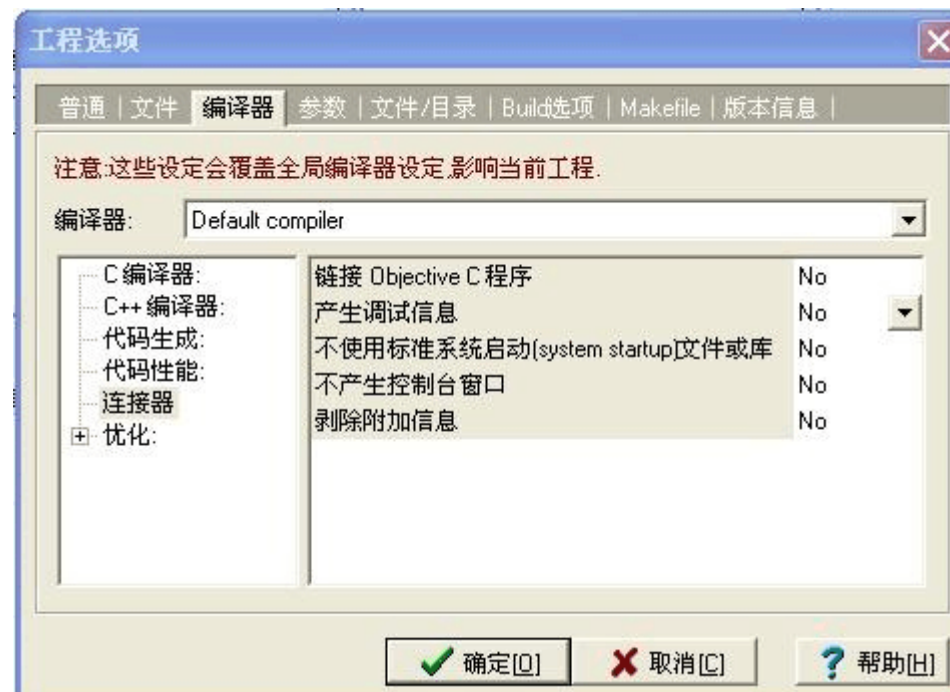 工程选项
普通 文件 编译器 参数 文件/目录 Build选项 Makefile 版本信息
注意:这些设定会覆盖全局编译器设定,影响当前工程.
编译器: Default compiler
C 编译器:
C++ 编译器:
代码生成:
代码性能:
连接器
优化:
链接 Objective C 程序 No
产生调试信息 No
不使用标准系统启动(system startup)文件或库 No
不产生控制台窗口 No
剥除附加信息 No
确定[O] 取消[C] 帮助[H]